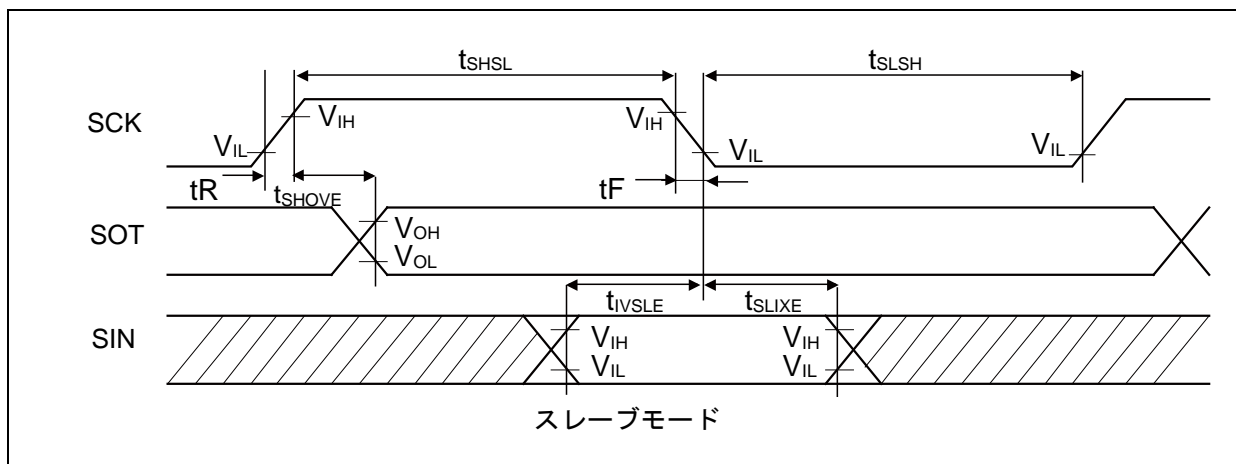 tSHSL tSLSH
SCK VIH VIH
VIL VIL VIL
tR tSHOVE tF
SOT VOH
VOL
tIVSLE tSLIXE
SIN VIH VIH
VIL VIL
スレーブモード